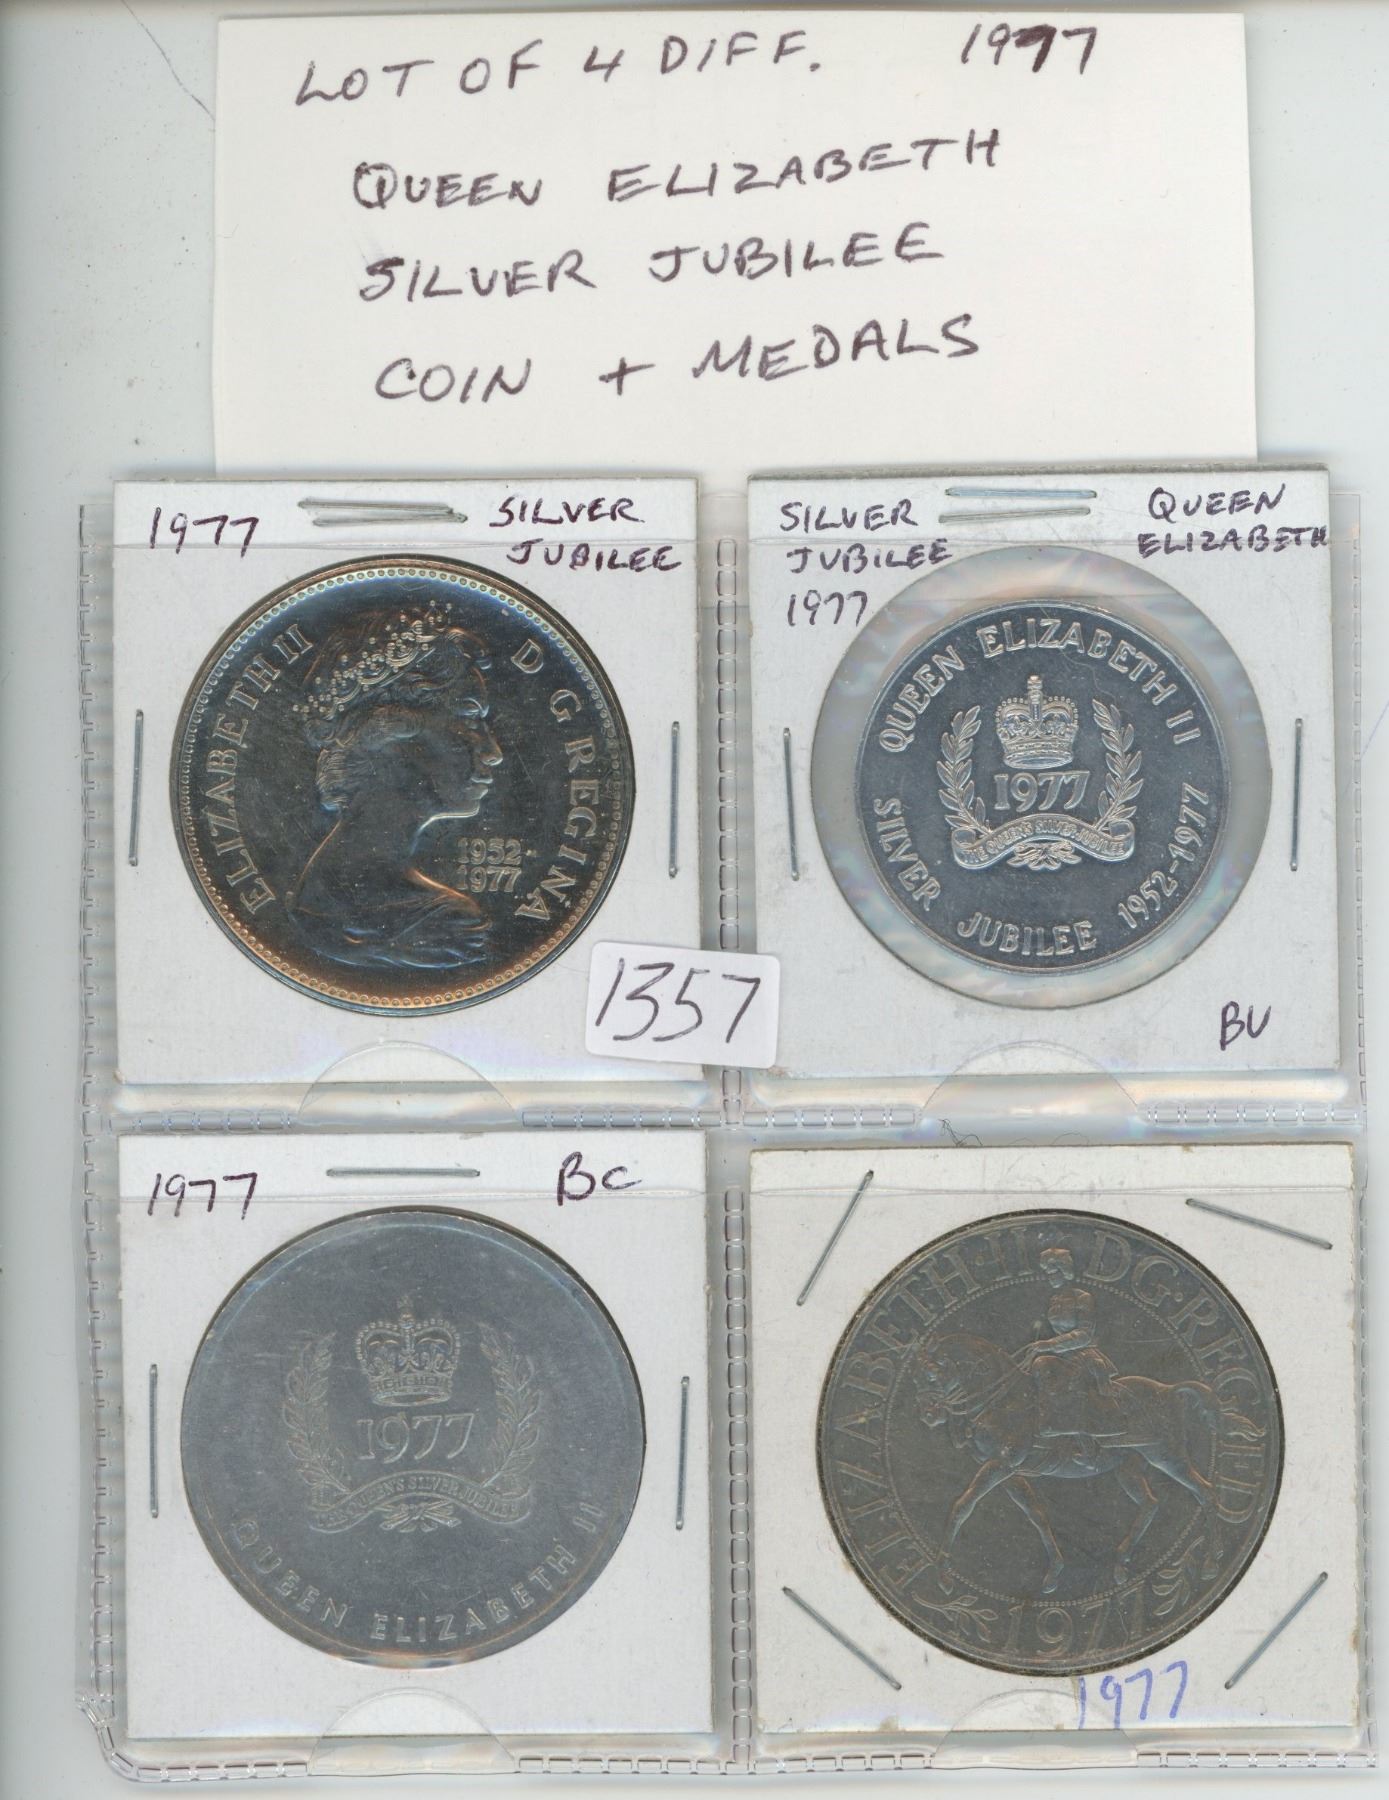 LOT OF 4 DIFF. 1977
QUEEN ELIZABETH
SILVER JUBILEE
COIN + MEDALS
1977 SILVER
JUBILEE
ELIZABETH II D G REGINA
1952-
1977
SILVER
JUBILEE
1977
QUEEN
ELIZABETH
QUEEN ELIZABETH II
1977
THE QUEEN'S SILVER JUBILEE
SILVER JUBILEE 1952-1977
BU
1357
1977 BC
1977
THE QUEEN'S SILVER JUBILEE
QUEEN ELIZABETH II
ELIZABETH·II DG·REG FD
1977
1977